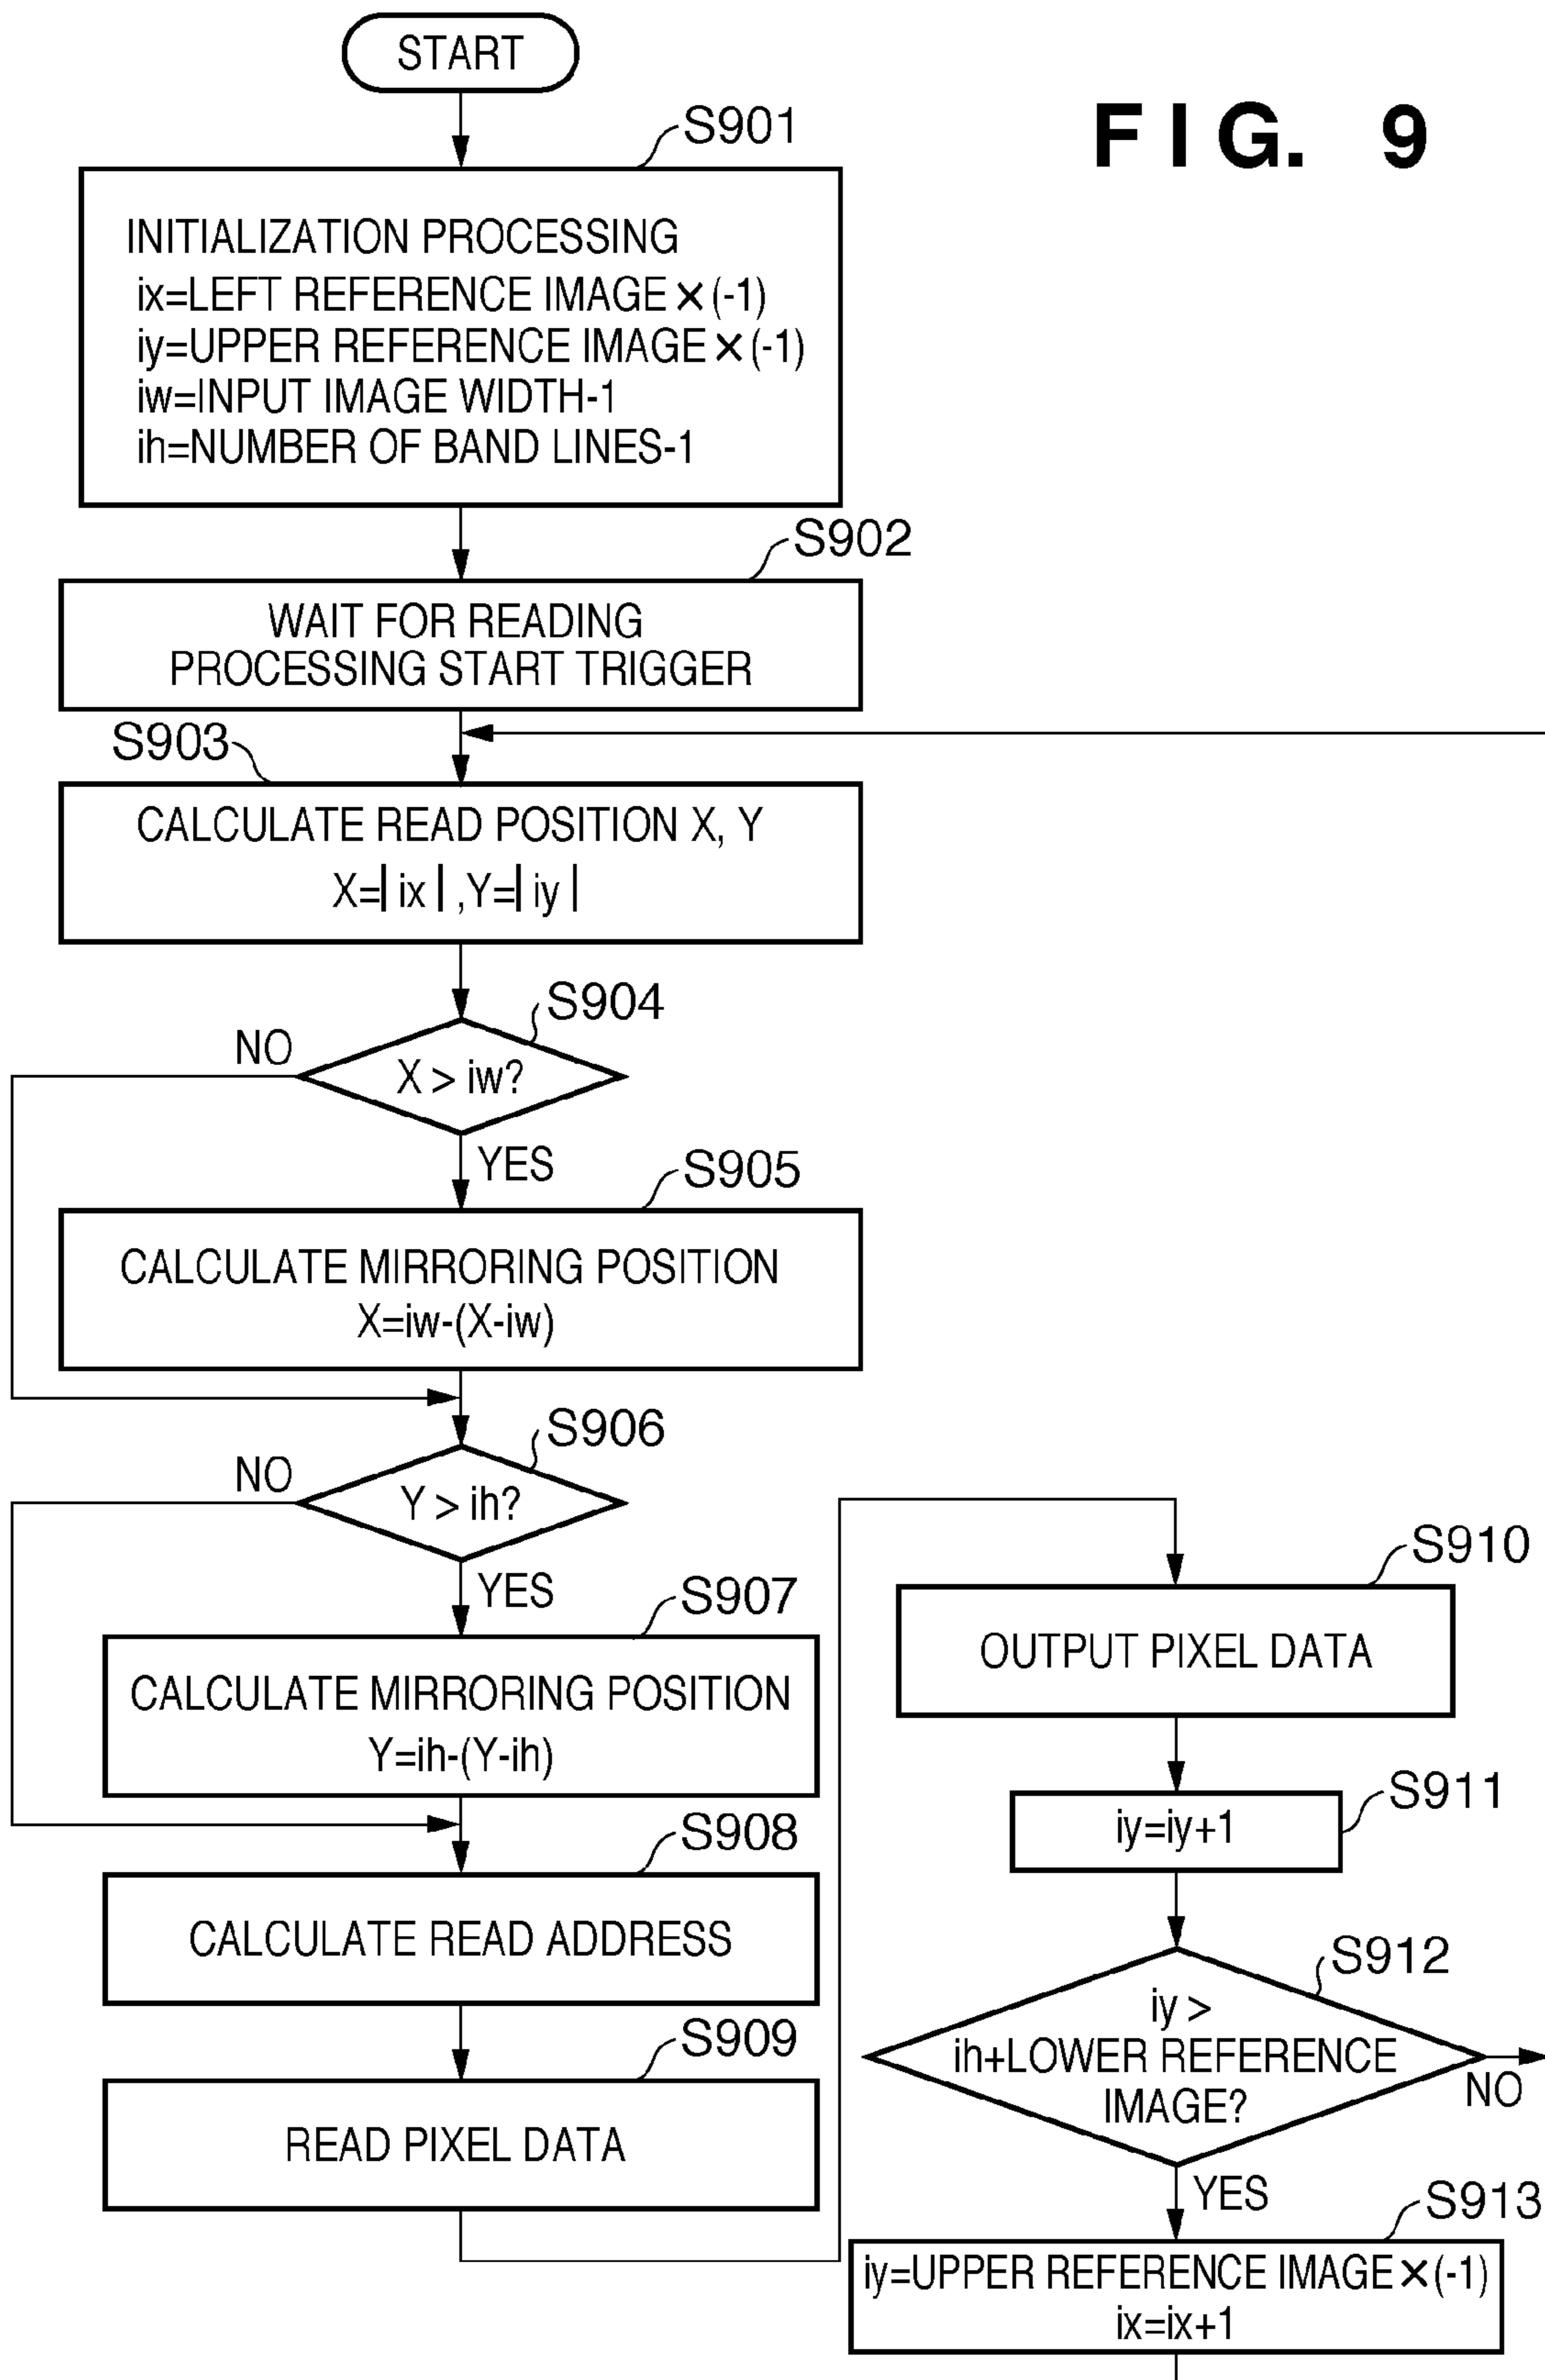 FIG. 9
START
S901
INITIALIZATION PROCESSING
ix=LEFT REFERENCE IMAGE×(-1)
iy=UPPER REFERENCE IMAGE×(-1)
iw=INPUT IMAGE WIDTH-1
ih=NUMBER OF BAND LINES-1
S902
WAIT FOR READING
PROCESSING START TRIGGER
S903
CALCULATE READ POSITION X, Y
X=|ix|,Y=|iy|
S904
NO
X > iw?
YES
S905
CALCULATE MIRRORING POSITION
X=iw-(X-iw)
S906
NO
Y > ih?
YES
S907
CALCULATE MIRRORING POSITION
Y=ih-(Y-ih)
S908
CALCULATE READ ADDRESS
S909
READ PIXEL DATA
S910
OUTPUT PIXEL DATA
S911
iy=iy+1
S912
iy >
ih+LOWER REFERENCE
IMAGE?
NO
YES
S913
iy=UPPER REFERENCE IMAGE×(-1)
ix=ix+1